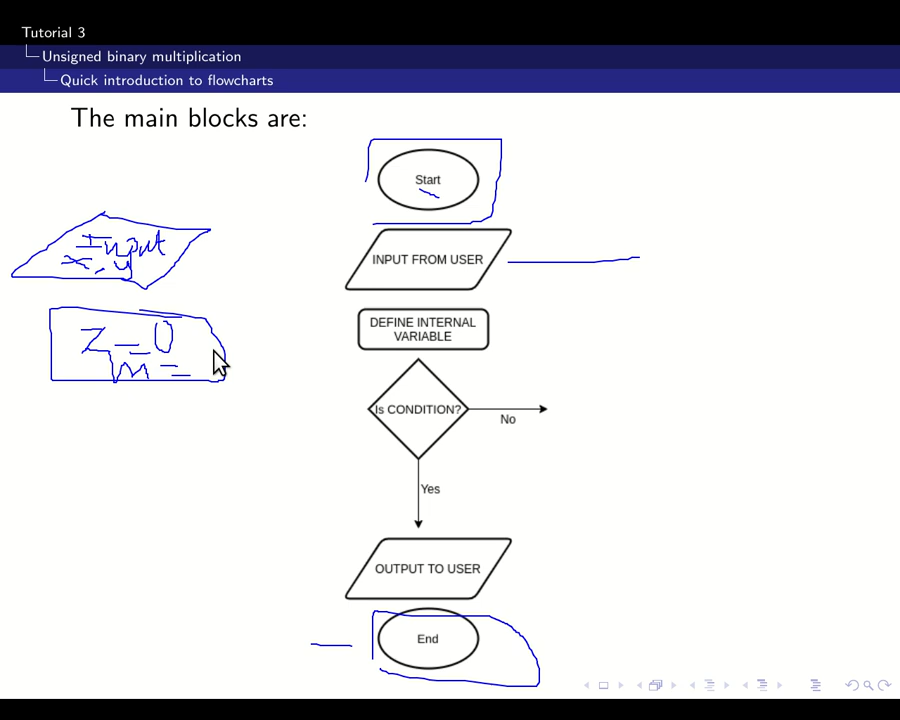 Tutorial 3
Unsigned binary multiplication
Quick introduction to flowcharts
The main blocks are:
Start
Input
x, y
INPUT FROM USER
Z = 0
m =
DEFINE INTERNAL
VARIABLE
Is CONDITION?
No
Yes
OUTPUT TO USER
End